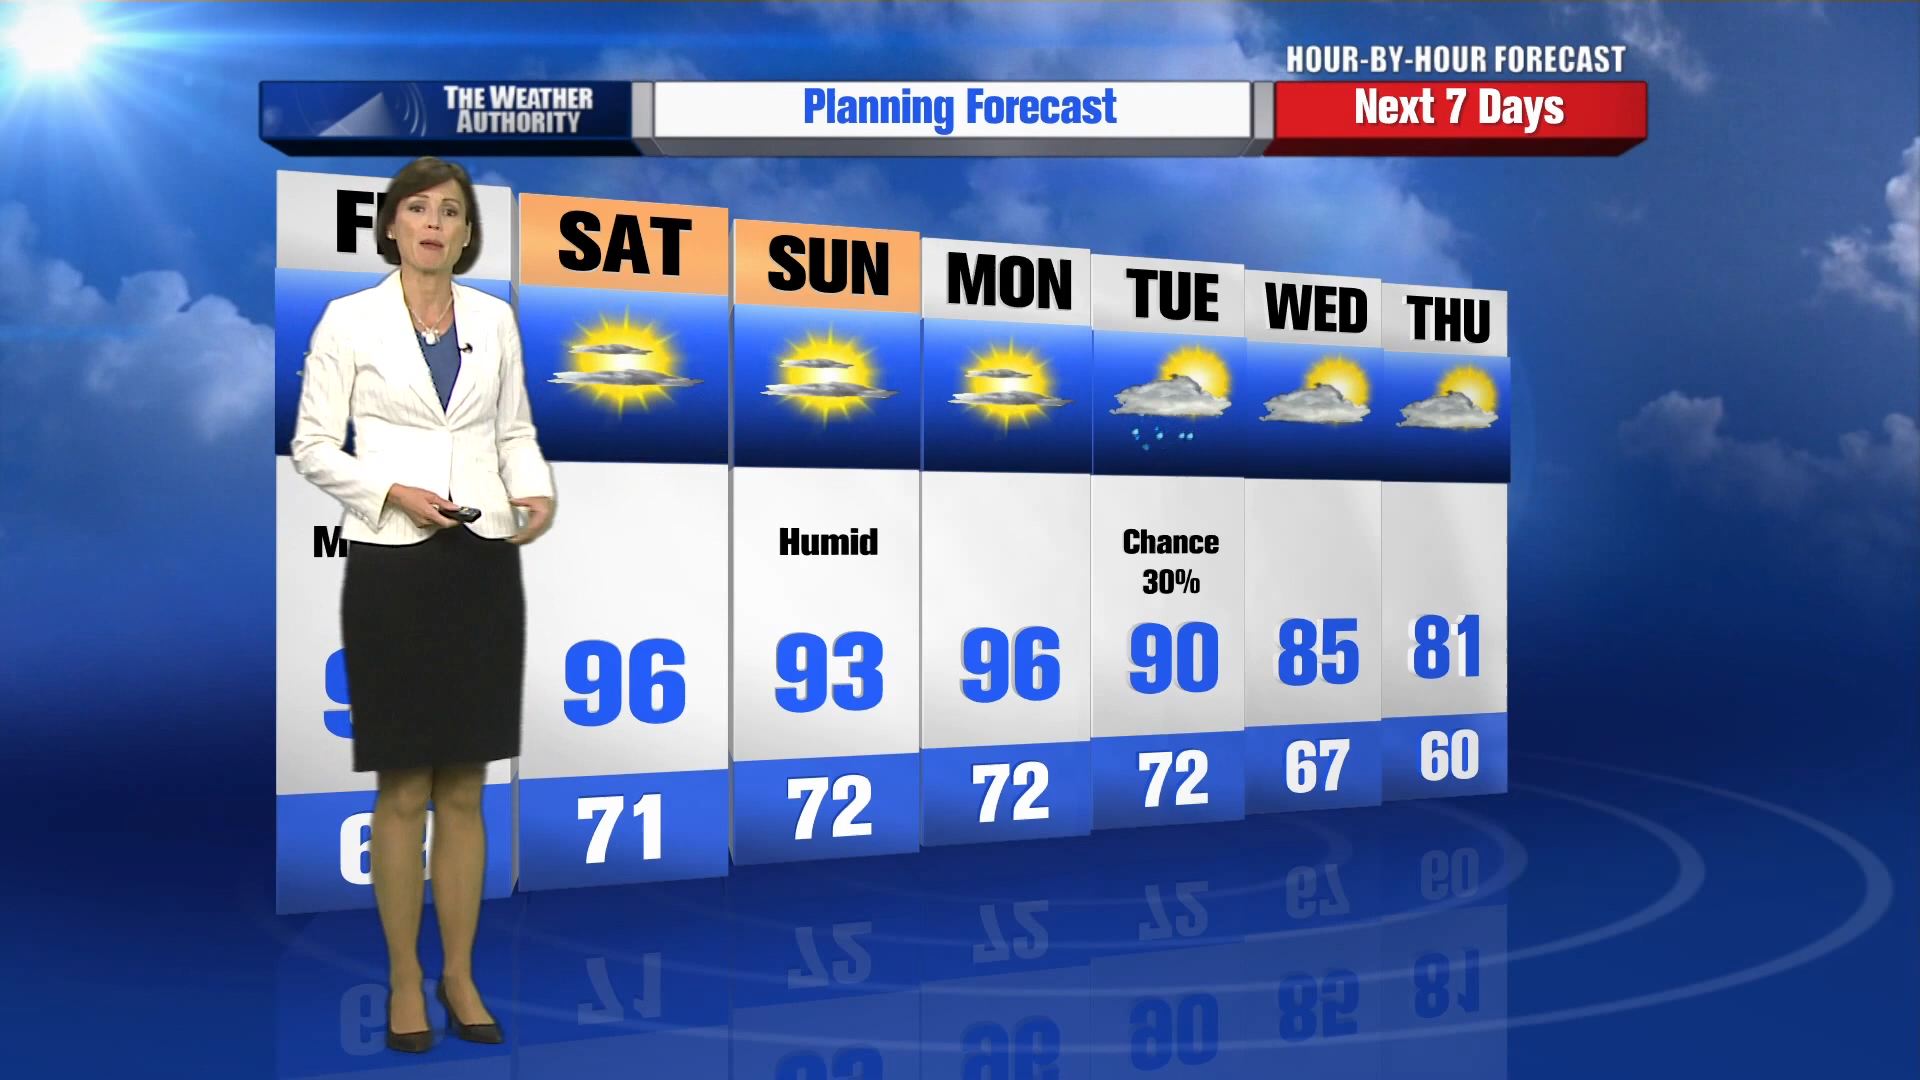 HOUR-BY-HOUR FORECAST
THE WEATHER
AUTHORITY
Planning Forecast
Next 7 Days
SAT
SUN
MON
TUE
WED
THU
Humid
Chance
30%
96
93
96
90
85
81
71
72
72
72
67
60